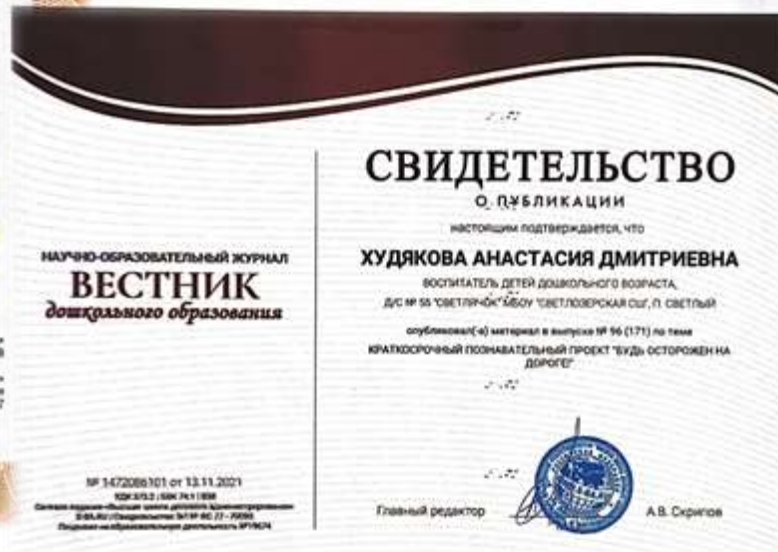 НАУЧНО-ОБРАЗОВАТЕЛЬНЫЙ ЖУРНАЛ
ВЕСТНИК
дошкольного образования
№ 1472086101 от 13.11.2021
СВИДЕТЕЛЬСТВО
О ПУБЛИКАЦИИ
настоящим подтверждается, что
ХУДЯКОВА АНАСТАСИЯ ДМИТРИЕВНА
ВОСПИТАТЕЛЬ ДЕТЕЙ ДОШКОЛЬНОГО ВОЗРАСТА,
Д/С № 55 "СВЕТЛЯЧОК" МБОУ "СВЕТЛОЗЕРСКАЯ СШ", П. СВЕТЛЫЙ
опубликовал(-а) материал в выпуске № 96 (171) по теме
КРАТКОСРОЧНЫЙ ПОЗНАВАТЕЛЬНЫЙ ПРОЕКТ "БУДЬ ОСТОРОЖЕН НА
ДОРОГЕ!"
Главный редактор
А.В. Скрипов